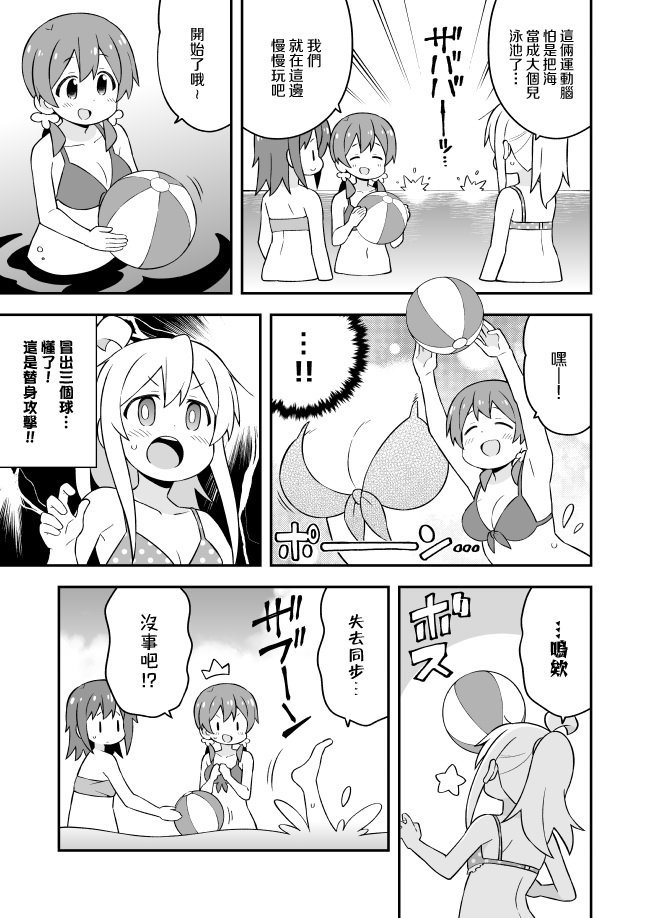 這倆運動腦
怕是把海
當成大個兒
泳池了…
ザバババー…
我們
就在這邊
慢慢玩吧
開始了哦~
嘿—!
…!!
ポーーン…
冒出三個球…
懂了!
這是替身攻擊!!
…嗚欸
ボス
失去同步…
ザブーン
沒事吧!?